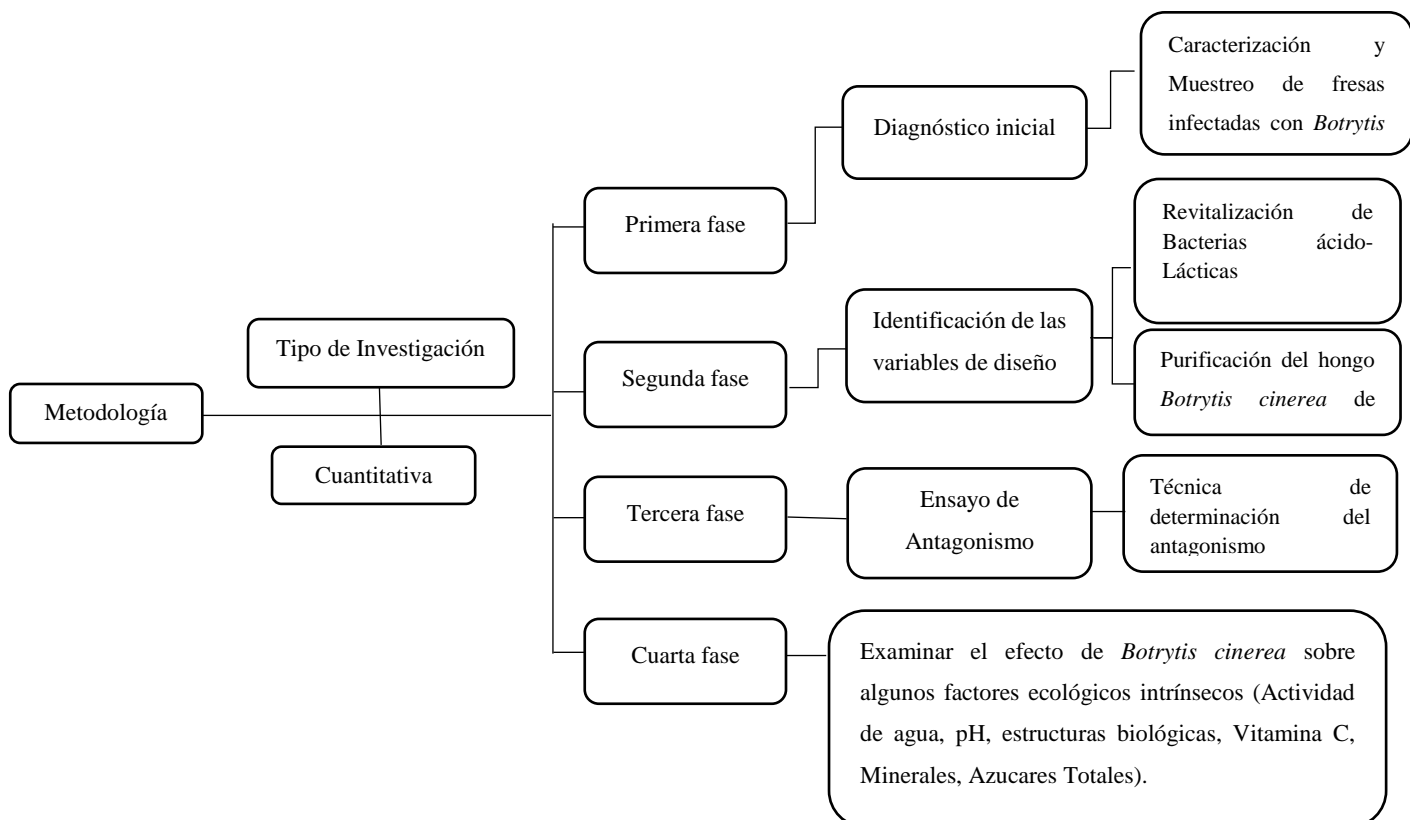 Metodología
Tipo de Investigación
Cuantitativa
Primera fase
Diagnóstico inicial
Caracterización y
Muestreo de fresas
infectadas con Botrytis
Segunda fase
Identificación de las
variables de diseño
Revitalización de
Bacterias ácido-
Lácticas
Purificación del hongo
Botrytis cinerea de
Tercera fase
Ensayo de
Antagonismo
Técnica de
determinación del
antagonismo
Cuarta fase
Examinar el efecto de Botrytis cinerea sobre
algunos factores ecológicos intrínsecos (Actividad
de agua, pH, estructuras biológicas, Vitamina C,
Minerales, Azucares Totales).